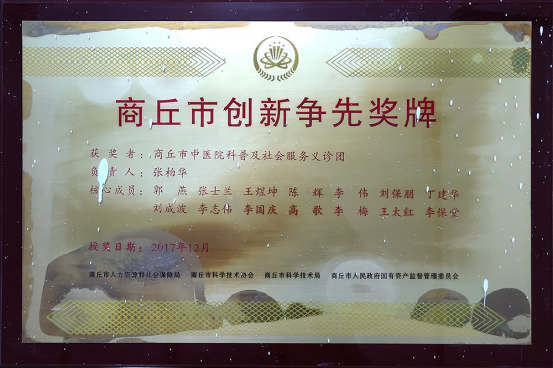 商丘市创新争先奖牌
获 奖 者：商丘市中医院科普及社会服务义诊团
负 责 人：张柏华
核心成员：郭 燕 张士兰 王煜坤 陈 辉 李 伟 刘保朋 丁建华
刘成波 李志伟 李国庆 高 歌 李 梅 王太红 李保堂
授奖日期：2017年12月
商丘市人力资源和社会保障局 商丘市科学技术协会 商丘市科学技术局 商丘市人民政府国有资产监督管理委员会